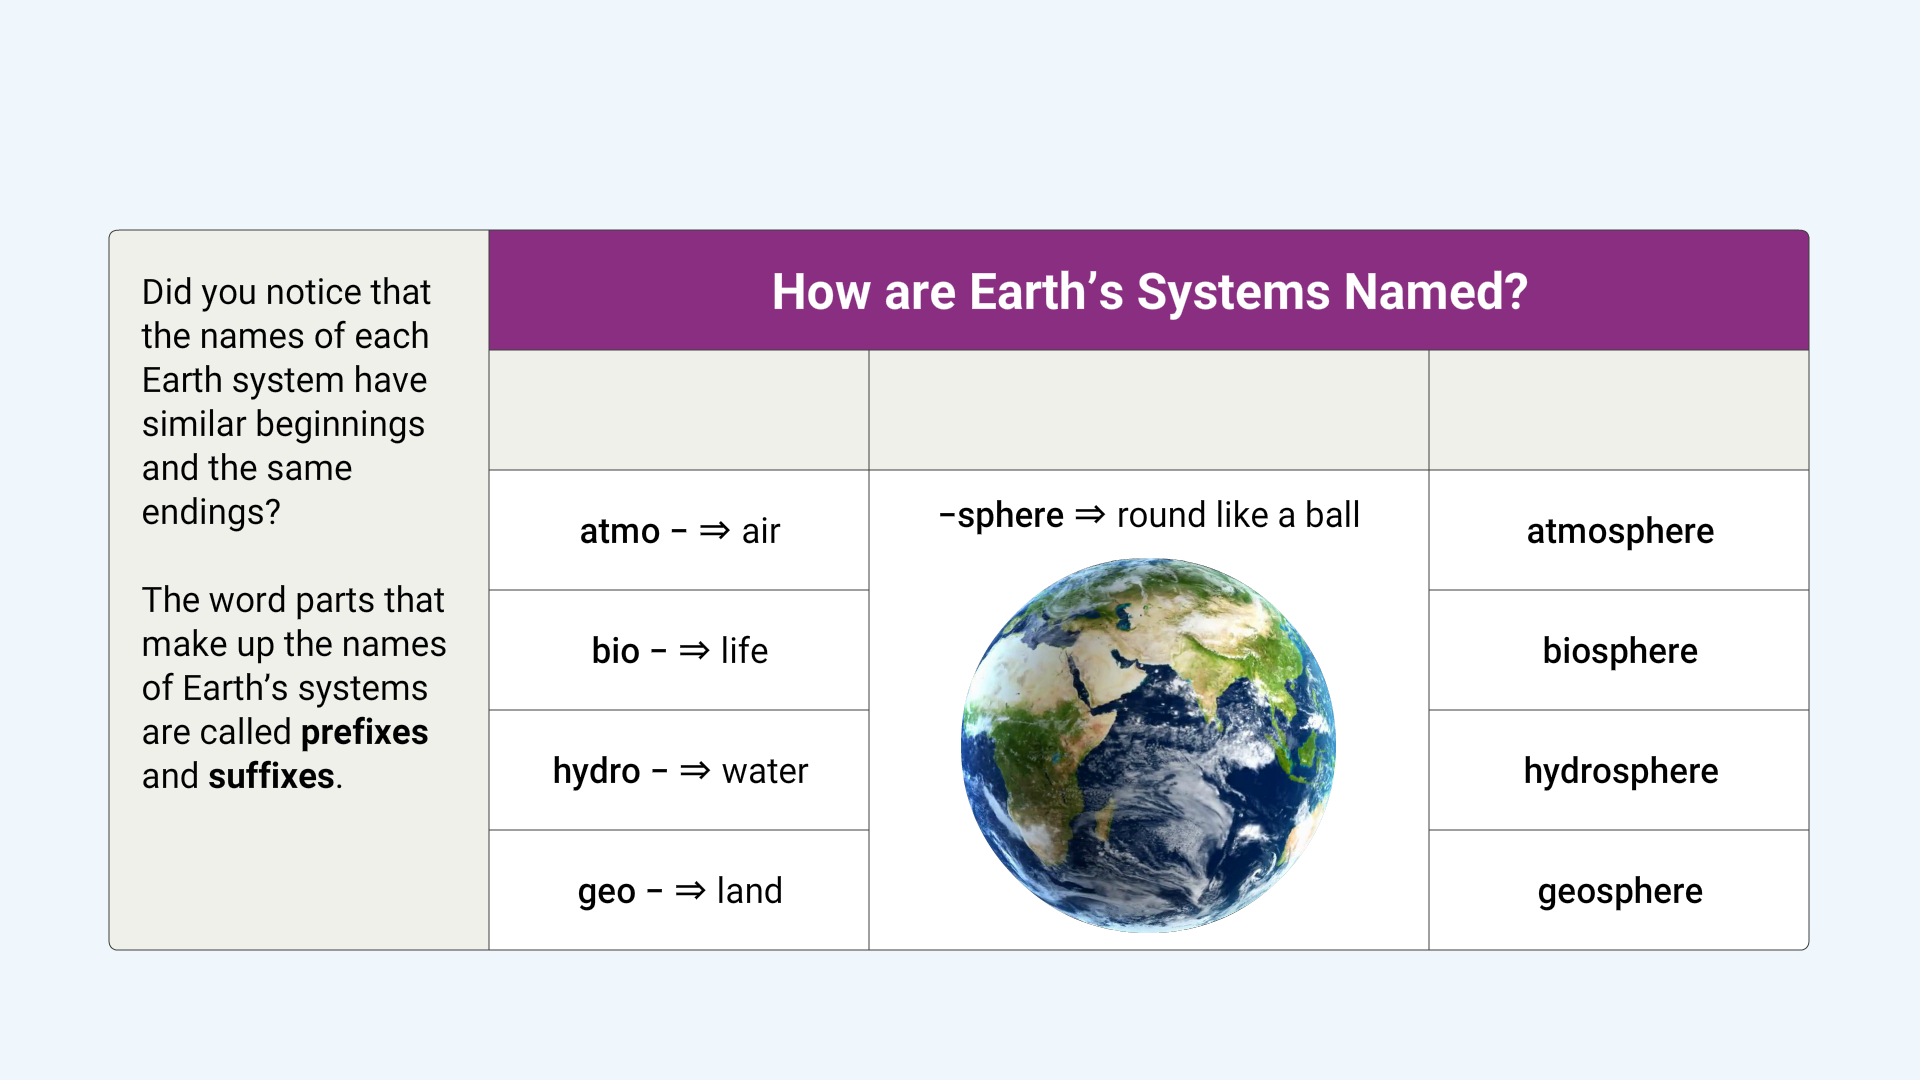 Did you notice that
the names of each
Earth system have
similar beginnings
and the same
endings?
The word parts that
make up the names
of Earth’s systems
are called prefixes
and suffixes.
How are Earth’s Systems Named?
atmo − ⇒ air
−sphere ⇒ round like a ball
atmosphere
bio − ⇒ life
biosphere
hydro − ⇒ water
hydrosphere
geo − ⇒ land
geosphere